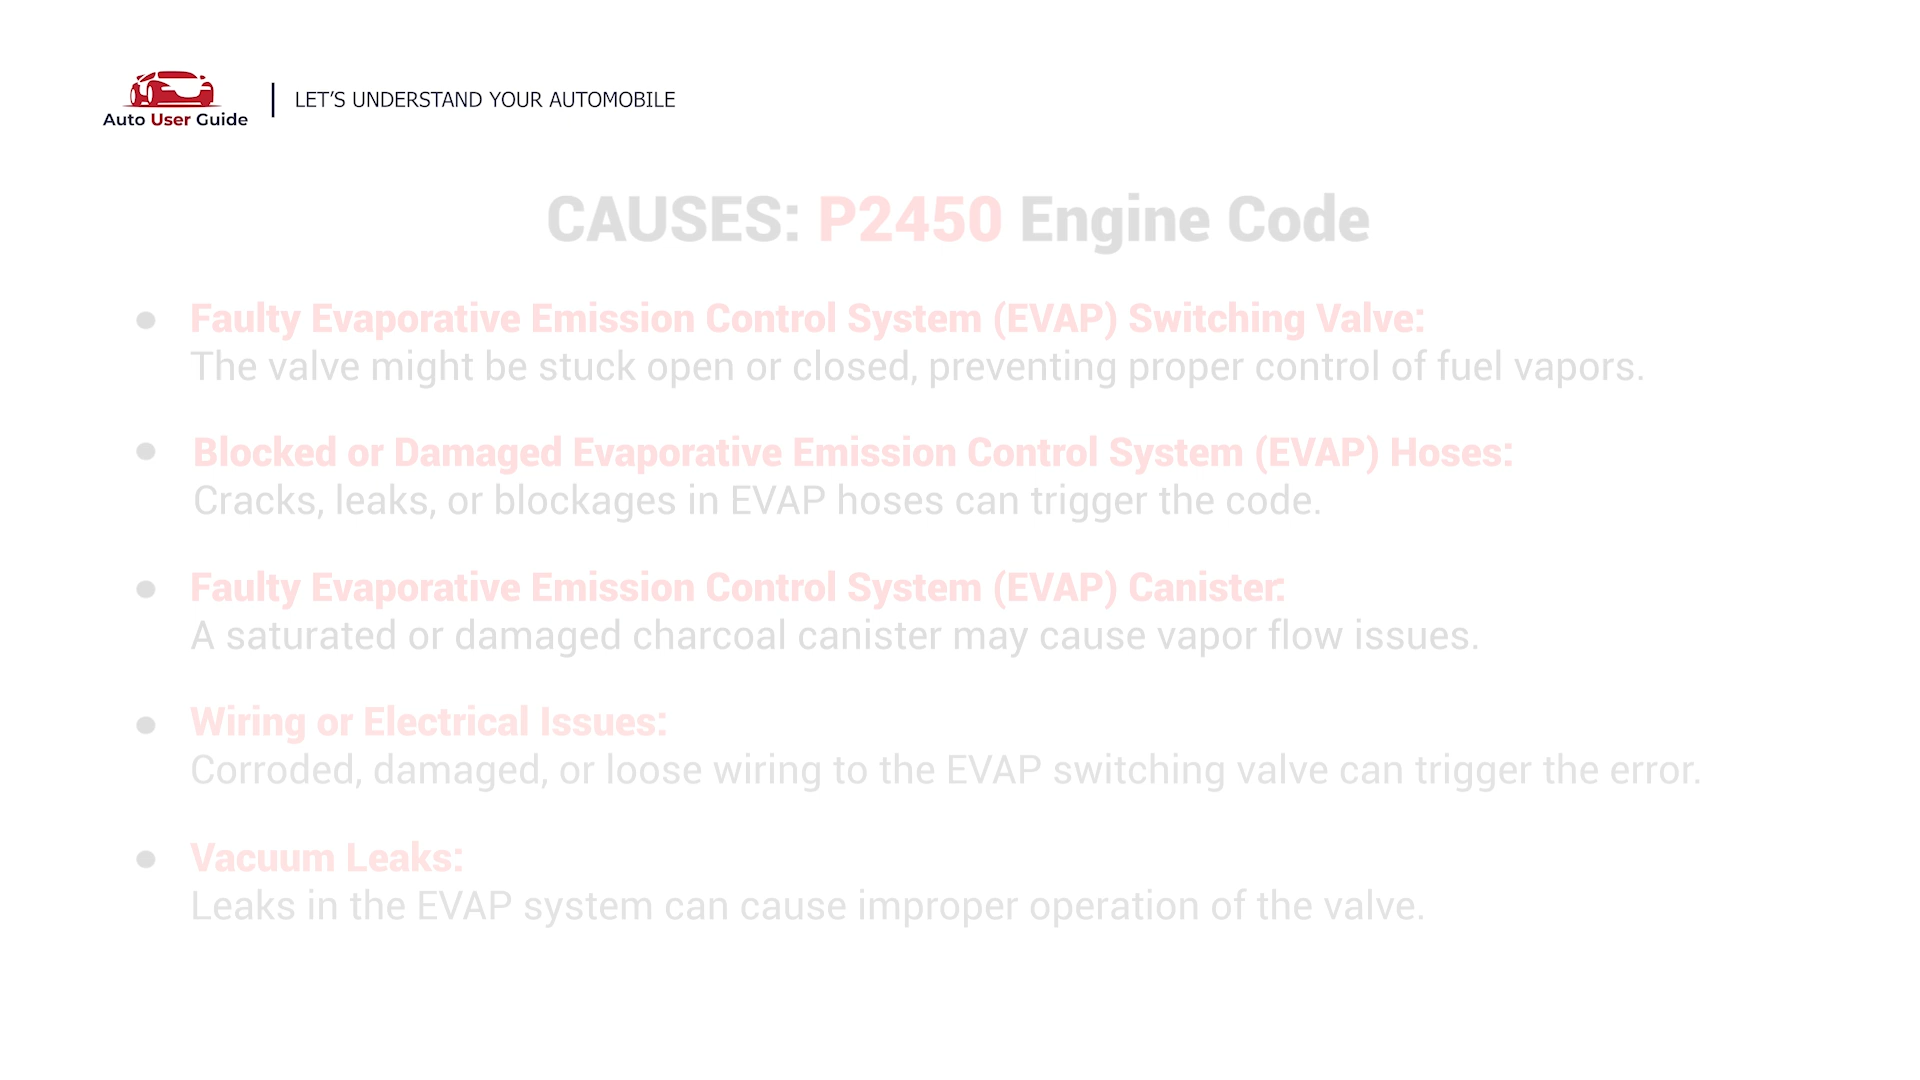 Auto User Guide
LET'S UNDERSTAND YOUR AUTOMOBILE
CAUSES: P2450 Engine Code
● Faulty Evaporative Emission Control System (EVAP) Switching Valve:
The valve might be stuck open or closed, preventing proper control of fuel vapors.
● Blocked or Damaged Evaporative Emission Control System (EVAP) Hoses:
Cracks, leaks, or blockages in EVAP hoses can trigger the code.
● Faulty Evaporative Emission Control System (EVAP) Canister:
A saturated or damaged charcoal canister may cause vapor flow issues.
● Wiring or Electrical Issues:
Corroded, damaged, or loose wiring to the EVAP switching valve can trigger the error.
● Vacuum Leaks:
Leaks in the EVAP system can cause improper operation of the valve.